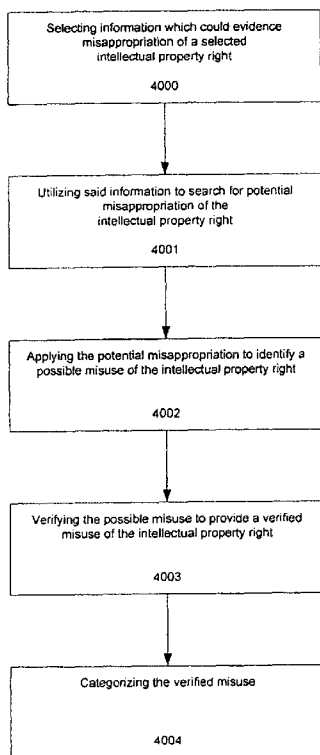 Selecting information which could evidence
misappropriation of a selected
intellectual property right
4000
Utilizing said information to search for potential
misappropriation of the
intellectual property right
4001
Applying the potential misappropriation to identify a
possible misuse of the intellectual property right
4002
Verifying the possible misuse to provide a verified
misuse of the intellectual property right
4003
Categorizing the verified misuse
4004